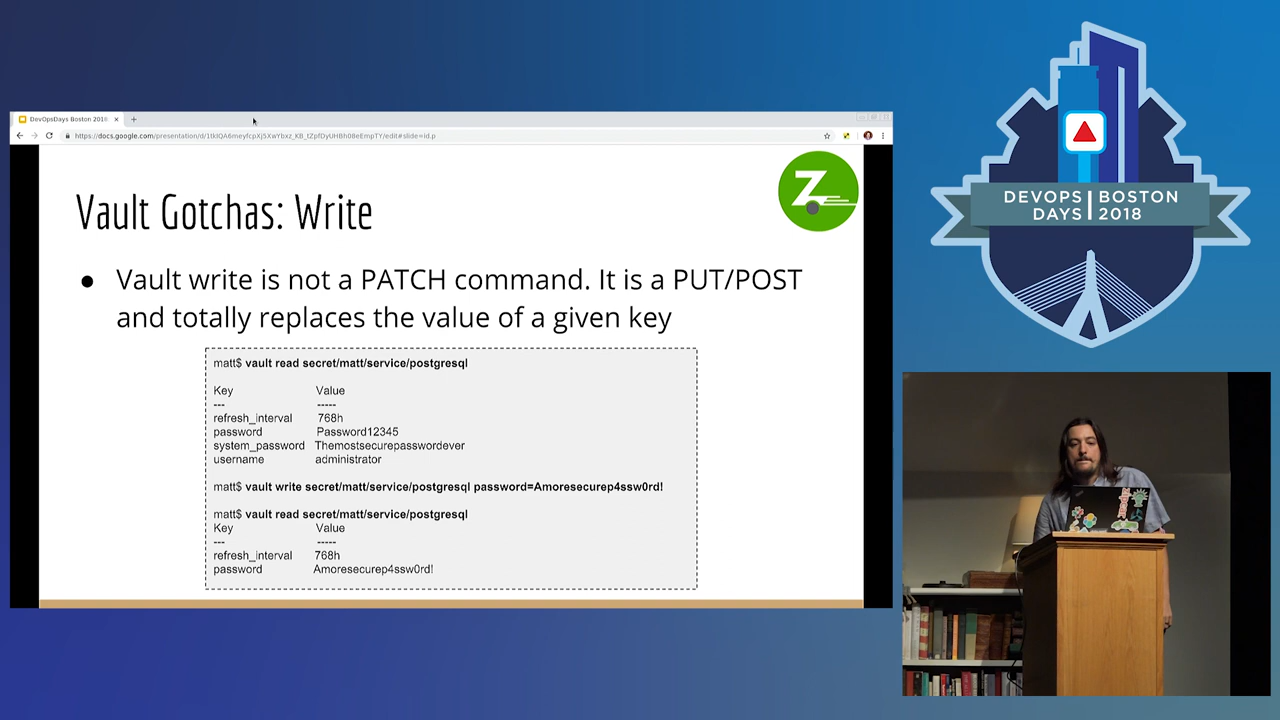 DevOpsDays Boston 2018
Vault Gotchas: Write
● Vault write is not a PATCH command. It is a PUT/POST
and totally replaces the value of a given key
matt$ vault read secret/matt/service/postgresql
Key Value
--- -----
refresh_interval 768h
password Password12345
system_password Themostsecurepasswordever
username administrator
matt$ vault write secret/matt/service/postgresql password=Amoresecurep4ssw0rd!
matt$ vault read secret/matt/service/postgresql
Key Value
--- -----
refresh_interval 768h
password Amoresecurep4ssw0rd!
Z
DEVOPS BOSTON
DAYS 2018